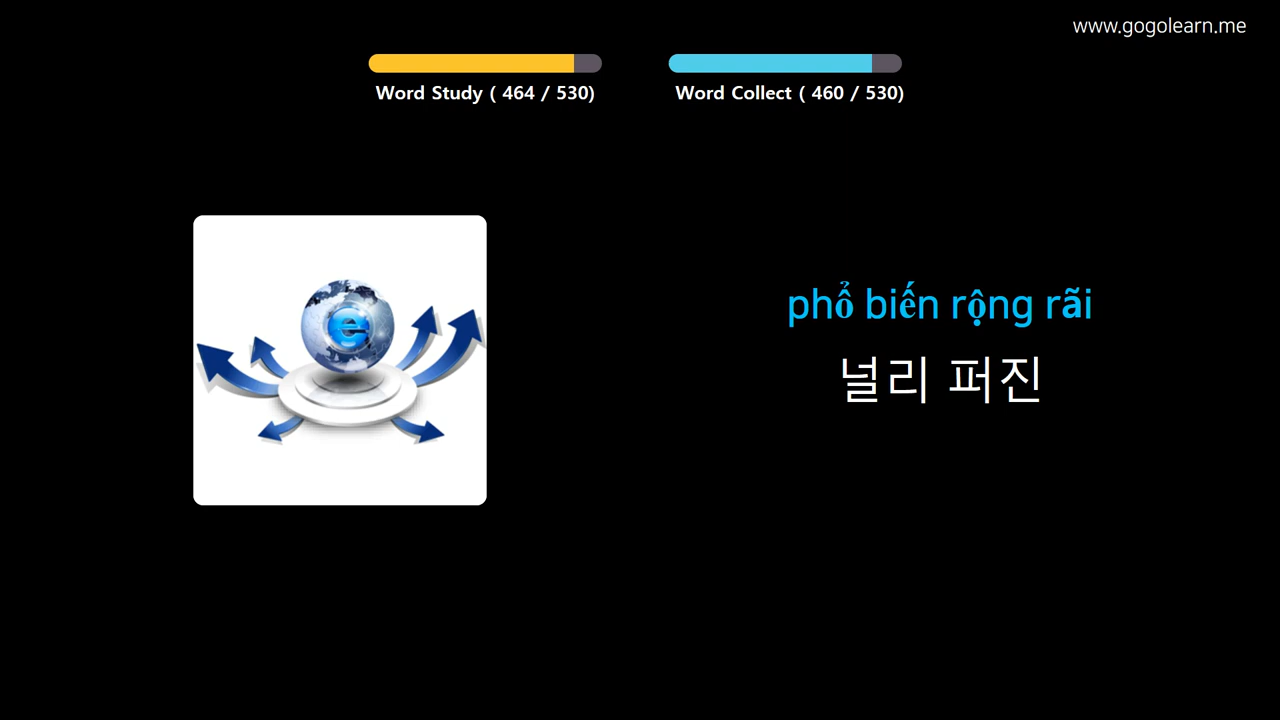 www.gogolearn.me
Word Study ( 464 / 530)
Word Collect ( 460 / 530)
e
phổ biến rộng rãi
널리 퍼진